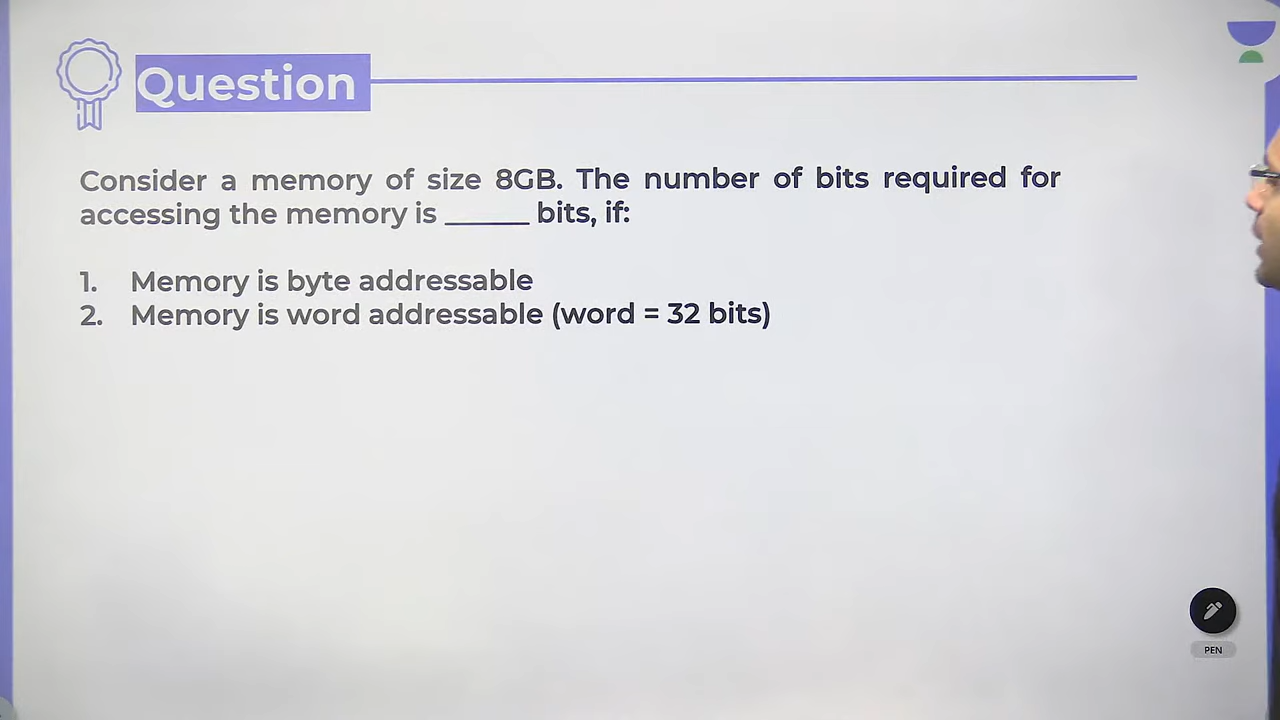 Question
Consider a memory of size 8GB. The number of bits required for
accessing the memory is ______ bits, if:
1. Memory is byte addressable
2. Memory is word addressable (word = 32 bits)
PEN